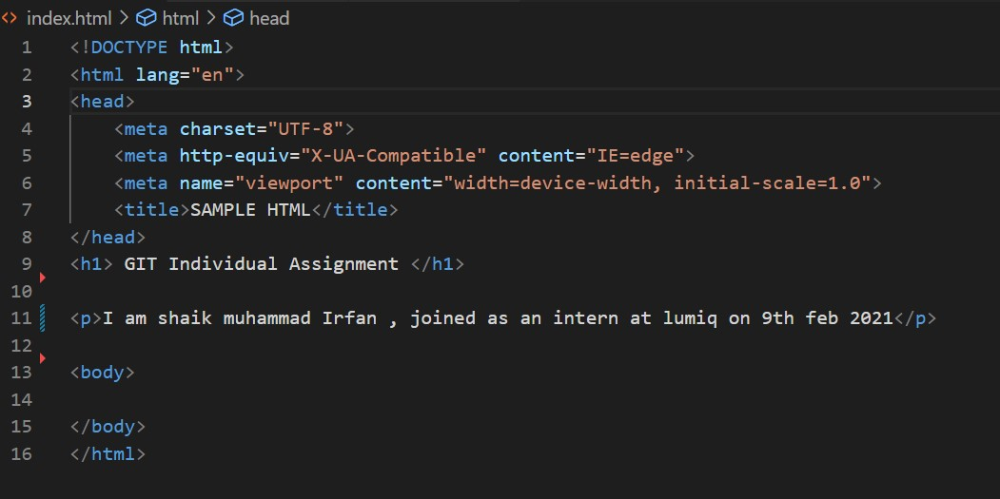 index.html > html > head
1 <!DOCTYPE html>
2 <html lang="en">
3 <head>
4     <meta charset="UTF-8">
5     <meta http-equiv="X-UA-Compatible" content="IE=edge">
6     <meta name="viewport" content="width=device-width, initial-scale=1.0">
7     <title>SAMPLE HTML</title>
8 </head>
9 <h1> GIT Individual Assignment </h1>
10
11 <p>I am shaik muhammad Irfan , joined as an intern at lumiq on 9th feb 2021</p>
12
13 <body>
14
15 </body>
16 </html>